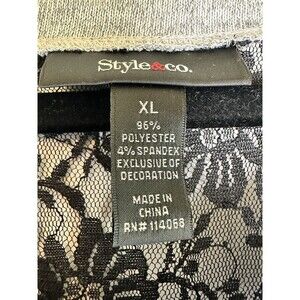 Style&co.
XL
96%
POLYESTER
4% SPANDEX
EXCLUSIVE OF
DECORATION
MADE IN
CHINA
RN# 114068